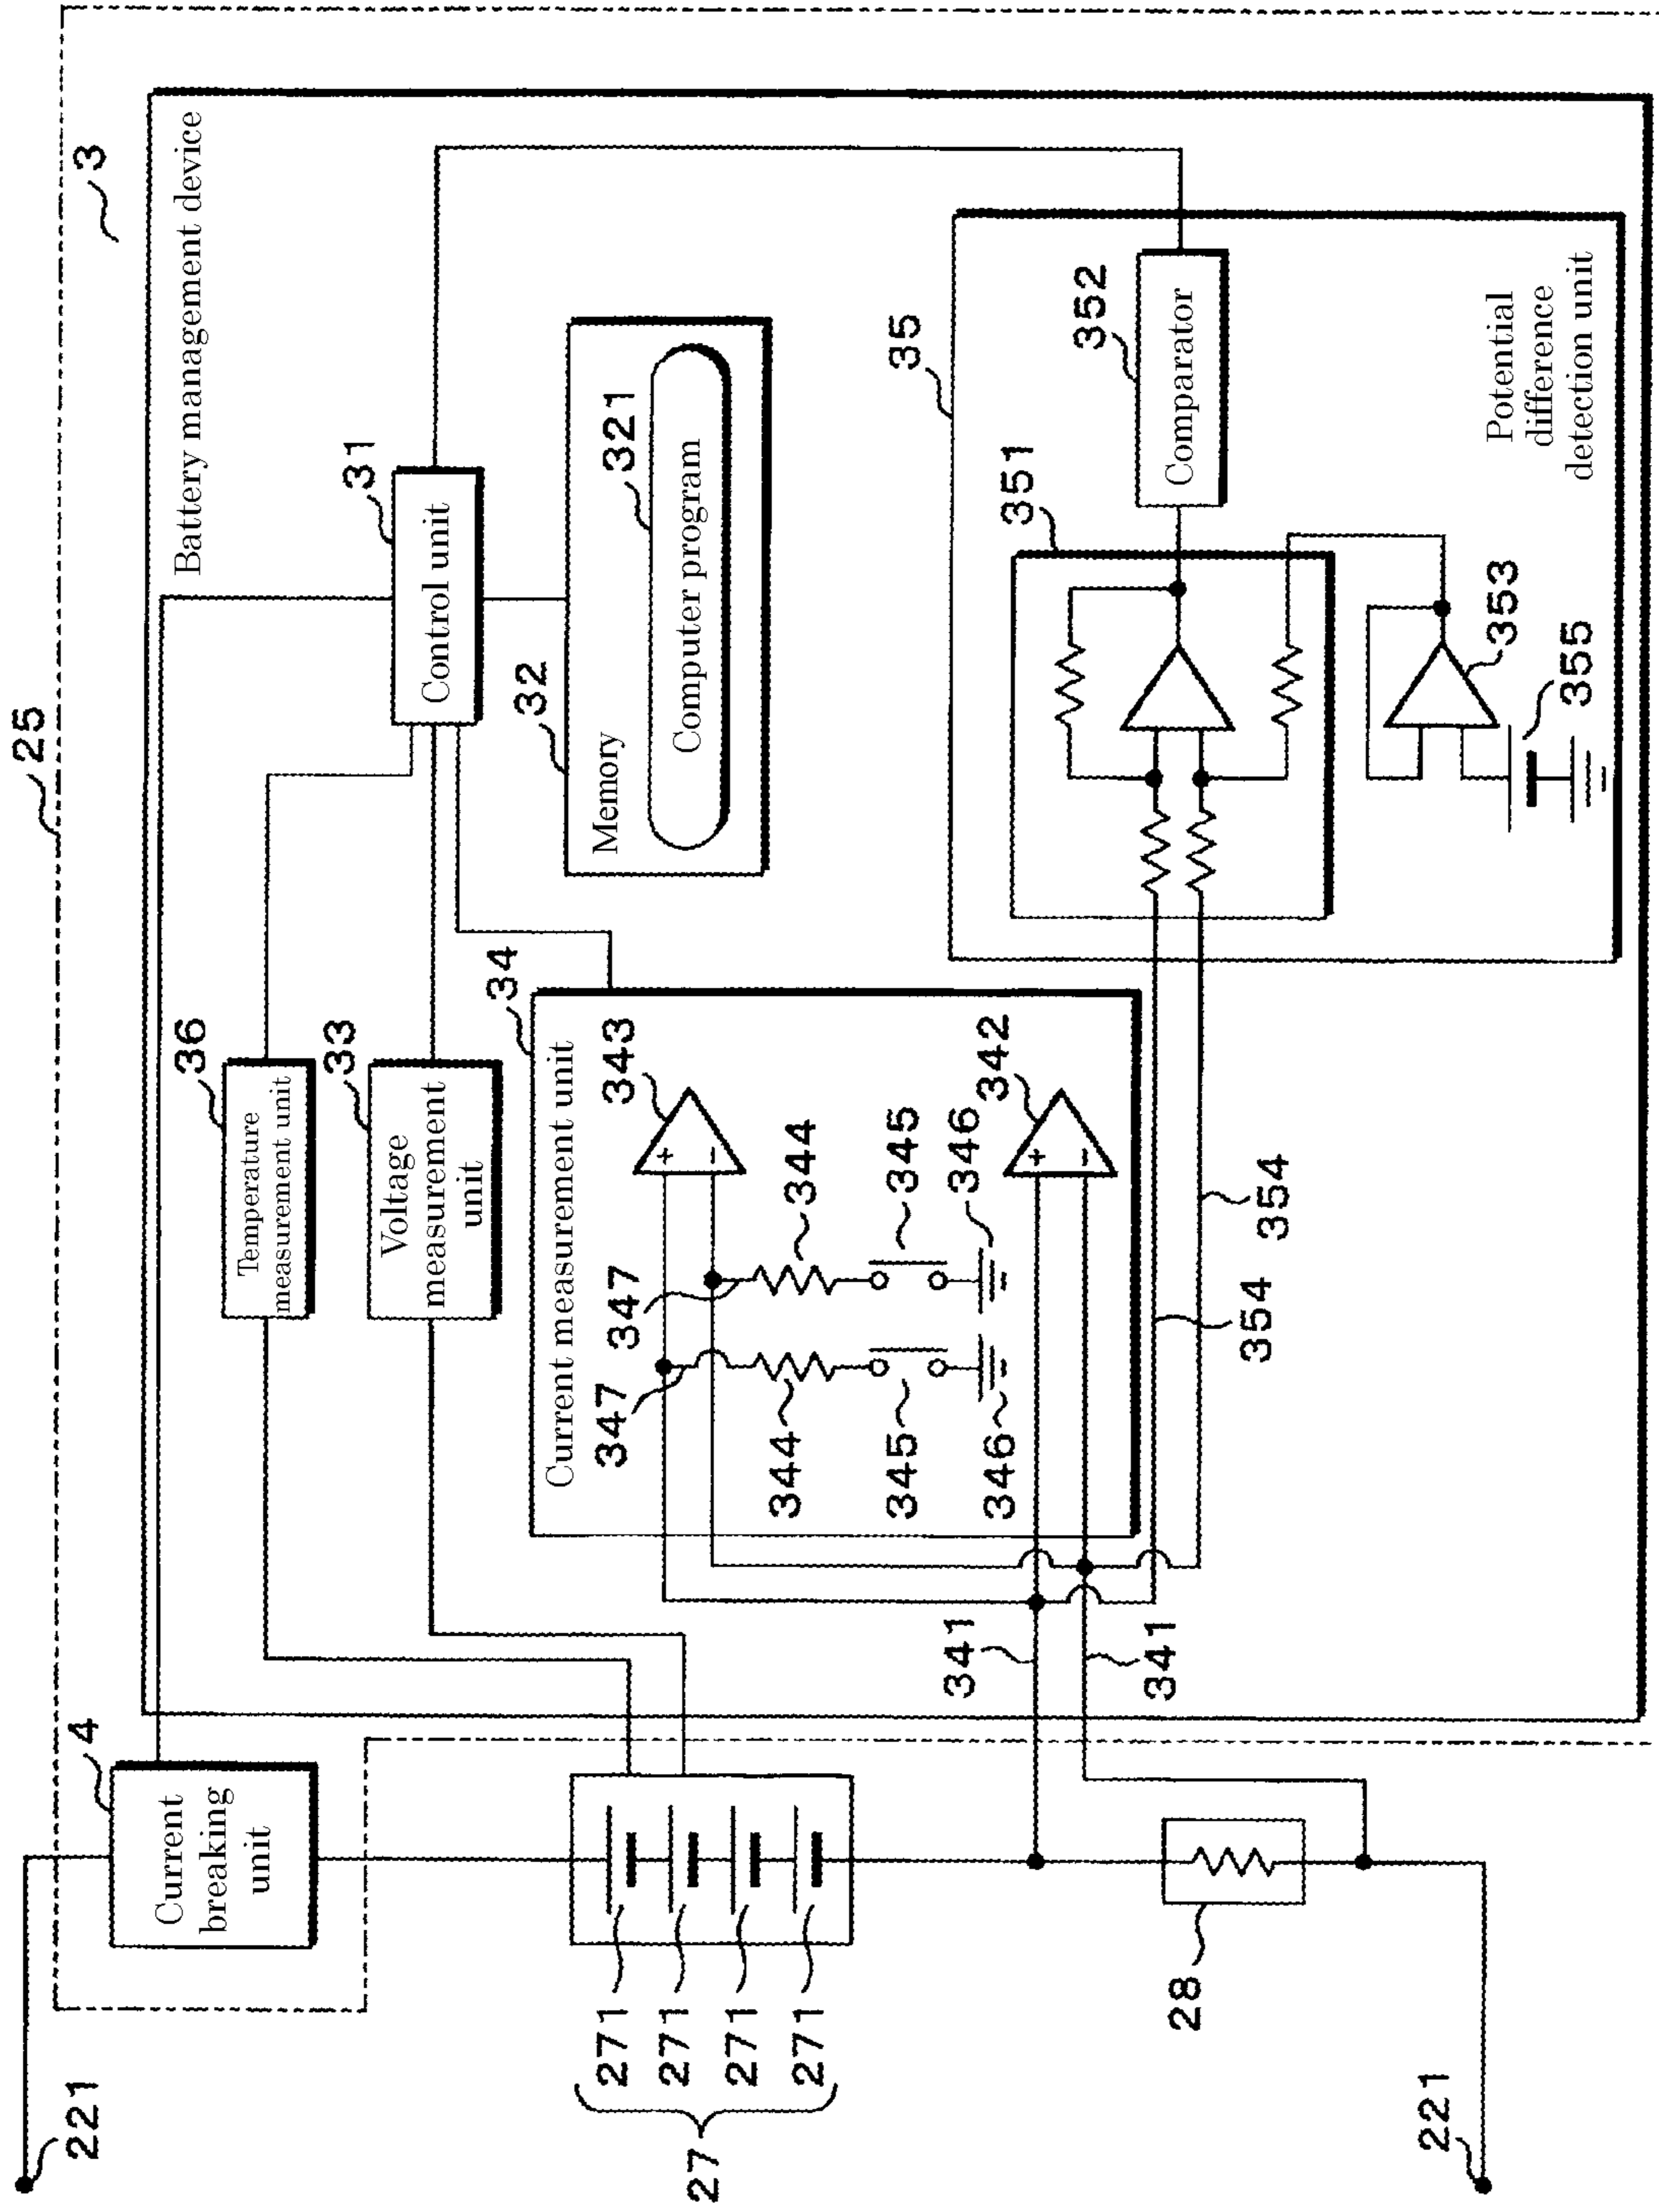 25
3
Battery management device
221
4
Current
breaking
unit
36
Temperature
measurement unit
33
Voltage
measurement
unit
31
Control unit
32
Memory
321
Computer program
34
Current measurement unit
343
+
-
347
347
344
344
345
345
346
346
342
+
-
341
341
354
354
35
351
352
Comparator
353
355
Potential
difference
detection unit
271
271
271
271
27
28
221